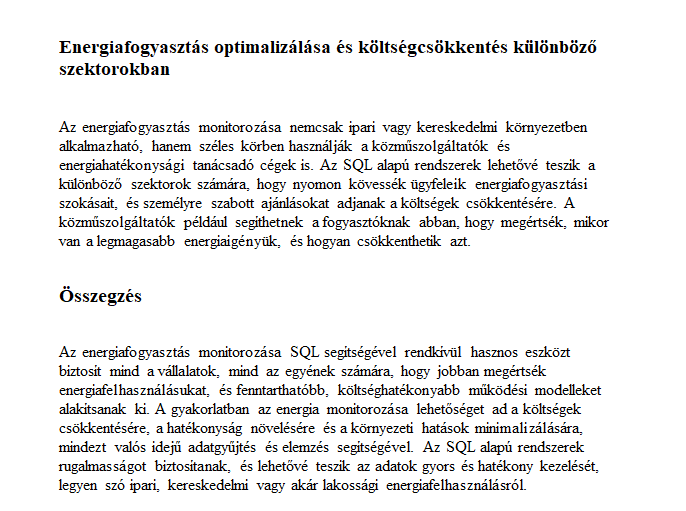 Energiafogyasztás optimalizálása és költségcsökkentés különböző
szektorokban
Az energiafogyasztás monitorozása nemcsak ipari vagy kereskedelmi környezetben
alkalmazható, hanem széles körben használják a közműszolgáltatók és
energiahatékonysági tanácsadó cégek is. Az SQL alapú rendszerek lehetővé teszik a
különböző szektorok számára, hogy nyomon kövessék ügyfeleik energiafogyasztási
szokásait, és személyre szabott ajánlásokat adjanak a költségek csökkentésére. A
közműszolgáltatók például segithetnek a fogyasztóknak abban, hogy megértsék, mikor
van a legmagasabb energiaigényük, és hogyan csökkenthetik azt.
Összegzés
Az energiafogyasztás monitorozása SQL segitségével rendkívül hasznos eszközt
biztosit mind a vállalatok, mind az egyének számára, hogy jobban megértsék
energiafelhasználásukat, és fenntarthatóbb, költséghatékonyabb működési modelleket
alakitsanak ki. A gyakorlatban az energia monitorozása lehetőséget ad a költségek
csökkentésére, a hatékonyság növelésére és a környezeti hatások minimalizálására,
mindezt valós idejű adatgyűjtés és elemzés segitségével. Az SQL alapú rendszerek
rugalmasságot biztositanak, és lehetővé teszik az adatok gyors és hatékony kezelését,
legyen szó ipari, kereskedelmi vagy akár lakossági energiafelhasználásról.